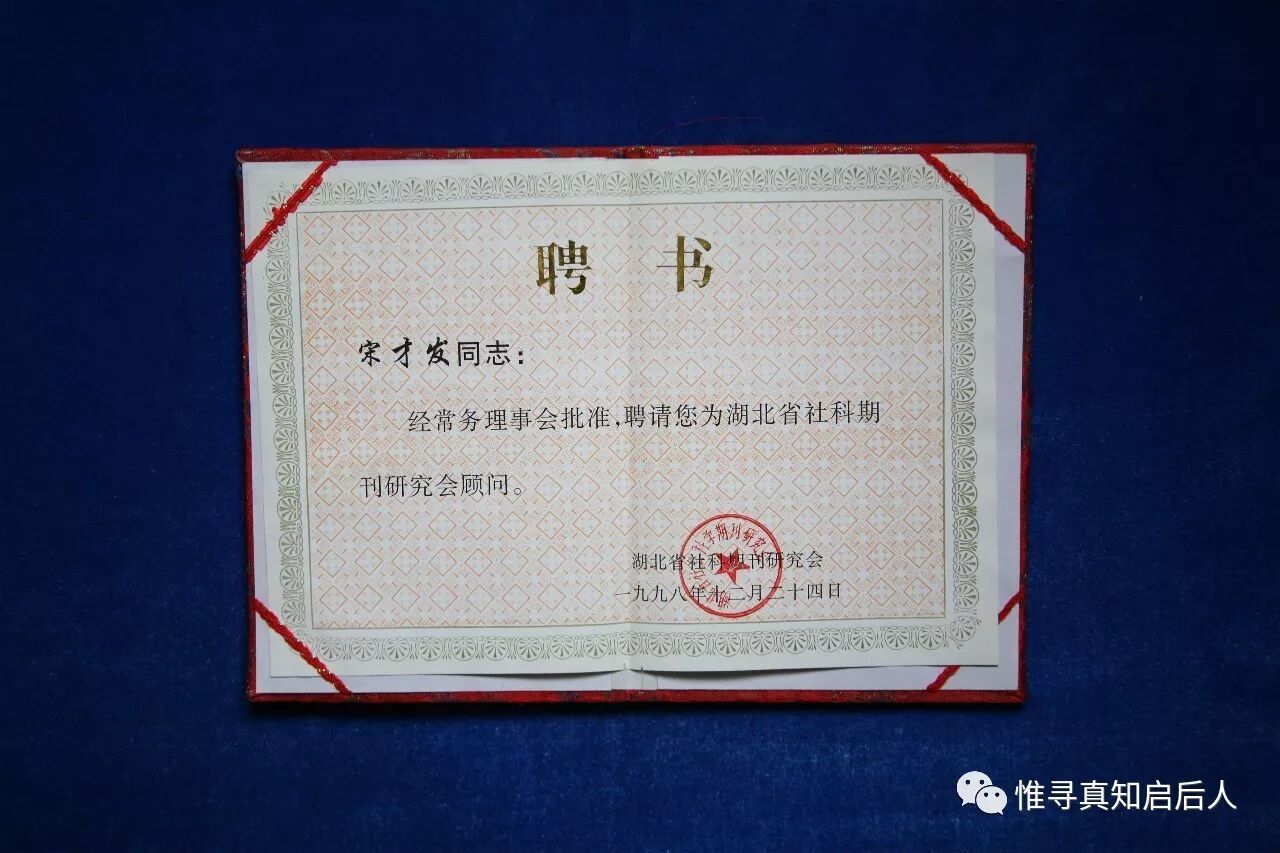 聘书
宋才发同志:
经常务理事会批准,聘请您为湖北省社科期
刊研究会顾问。
湖北省社科期刊研究会
一九九八年十二月二十四日
惟寻真知启后人